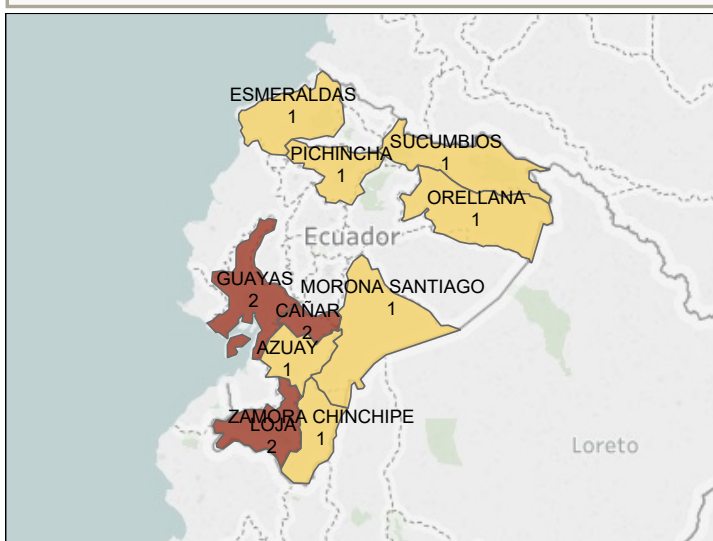 ESMERALDAS
1
PICHINCHA
1
SUCUMBIOS
1
ORELLANA
1
Ecuador
GUAYAS
2
MORONA SANTIAGO
1
CAÑAR
2
AZUAY
1
ZAMORA CHINCHIPE
1
LOJA
2
Loreto